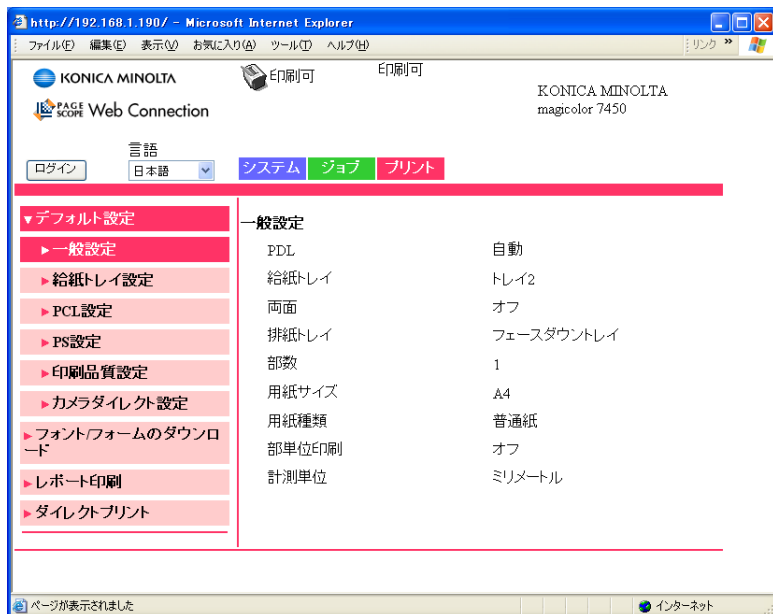 http://192.168.1.190/ - Microsoft Internet Explorer
ファイル(F) 編集(E) 表示(V) お気に入り(A) ツール(T) ヘルプ(H) リンク »
KONICA MINOLTA
印刷可
印刷可
KONICA MINOLTA
magicolor 7450
PAGE SCOPE Web Connection
言語
ログイン 日本語 システム ジョブ プリント
▼デフォルト設定
▶一般設定
▶給紙トレイ設定
▶PCL設定
▶PS設定
▶印刷品質設定
▶カメラダイレクト設定
▶フォント/フォームのダウンロ
ード
▶レポート印刷
▶ダイレクトプリント
一般設定
PDL 自動
給紙トレイ トレイ2
両面 オフ
排紙トレイ フェースダウントレイ
部数 1
用紙サイズ A4
用紙種類 普通紙
部単位印刷 オフ
計測単位 ミリメートル
ページが表示されました インターネット